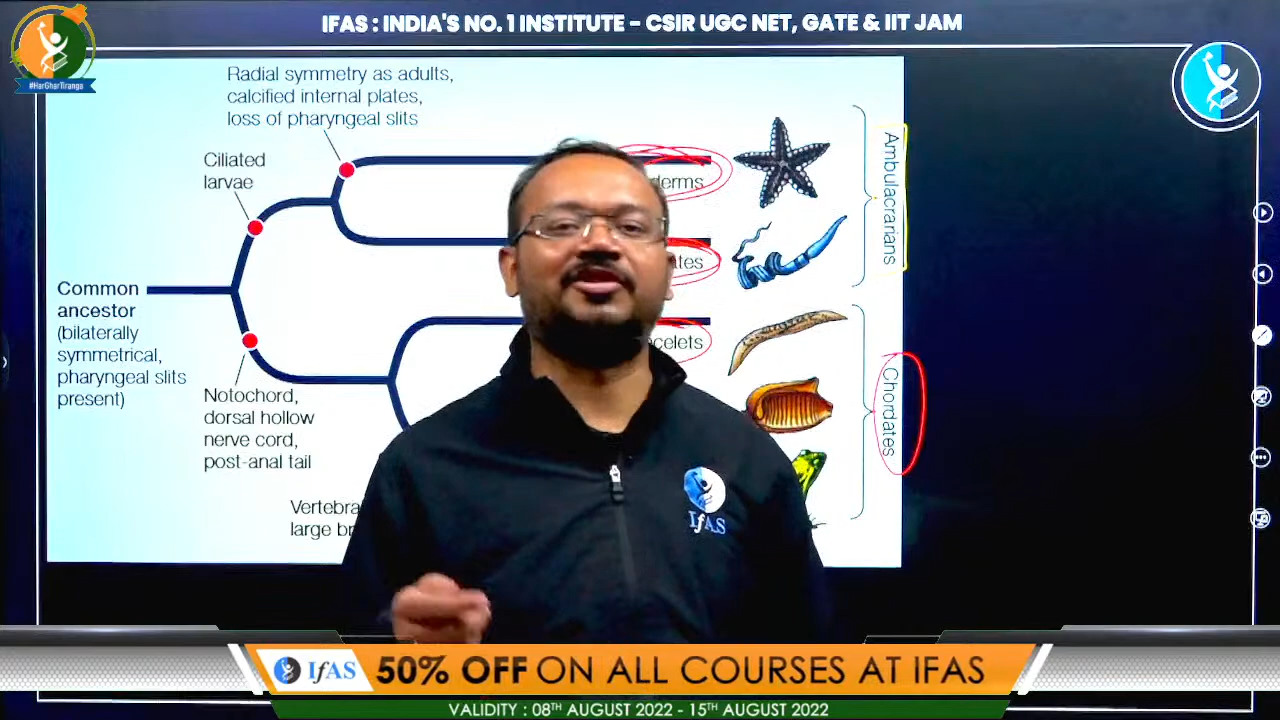 IFAS : INDIA'S NO. 1 INSTITUTE - CSIR UGC NET, GATE & IIT JAM
#HarGharTiranga
Radial symmetry as adults,
calcified internal plates,
loss of pharyngeal slits
Ciliated
larvae
derms
Ambulacrarians
ates
Common
ancestor
(bilaterally
symmetrical,
pharyngeal slits
present)
celets
Notochord,
dorsal hollow
nerve cord,
post-anal tail
Chordates
Vertebra
large br
IfAS
IfAS 50% OFF ON ALL COURSES AT IFAS
VALIDITY : 08TH AUGUST 2022 - 15TH AUGUST 2022